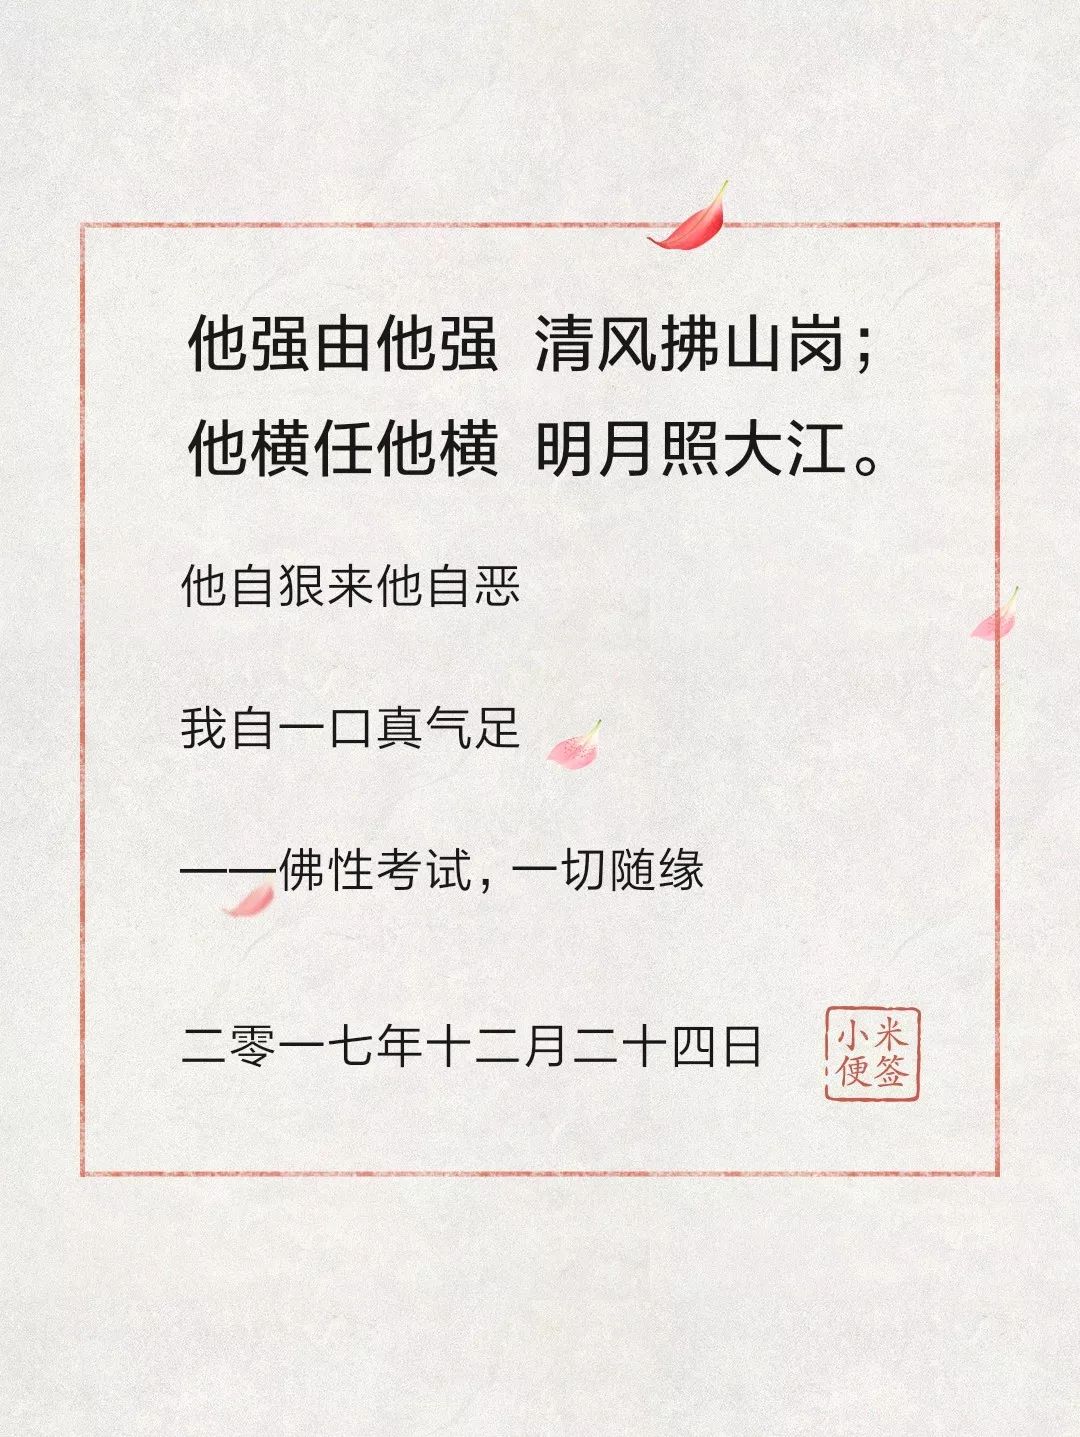 他强由他强 清风拂山岗；
他横任他横 明月照大江。
他自狠来他自恶
我自一口真气足
——佛性考试，一切随缘
二零一七年十二月二十四日
小米
便签